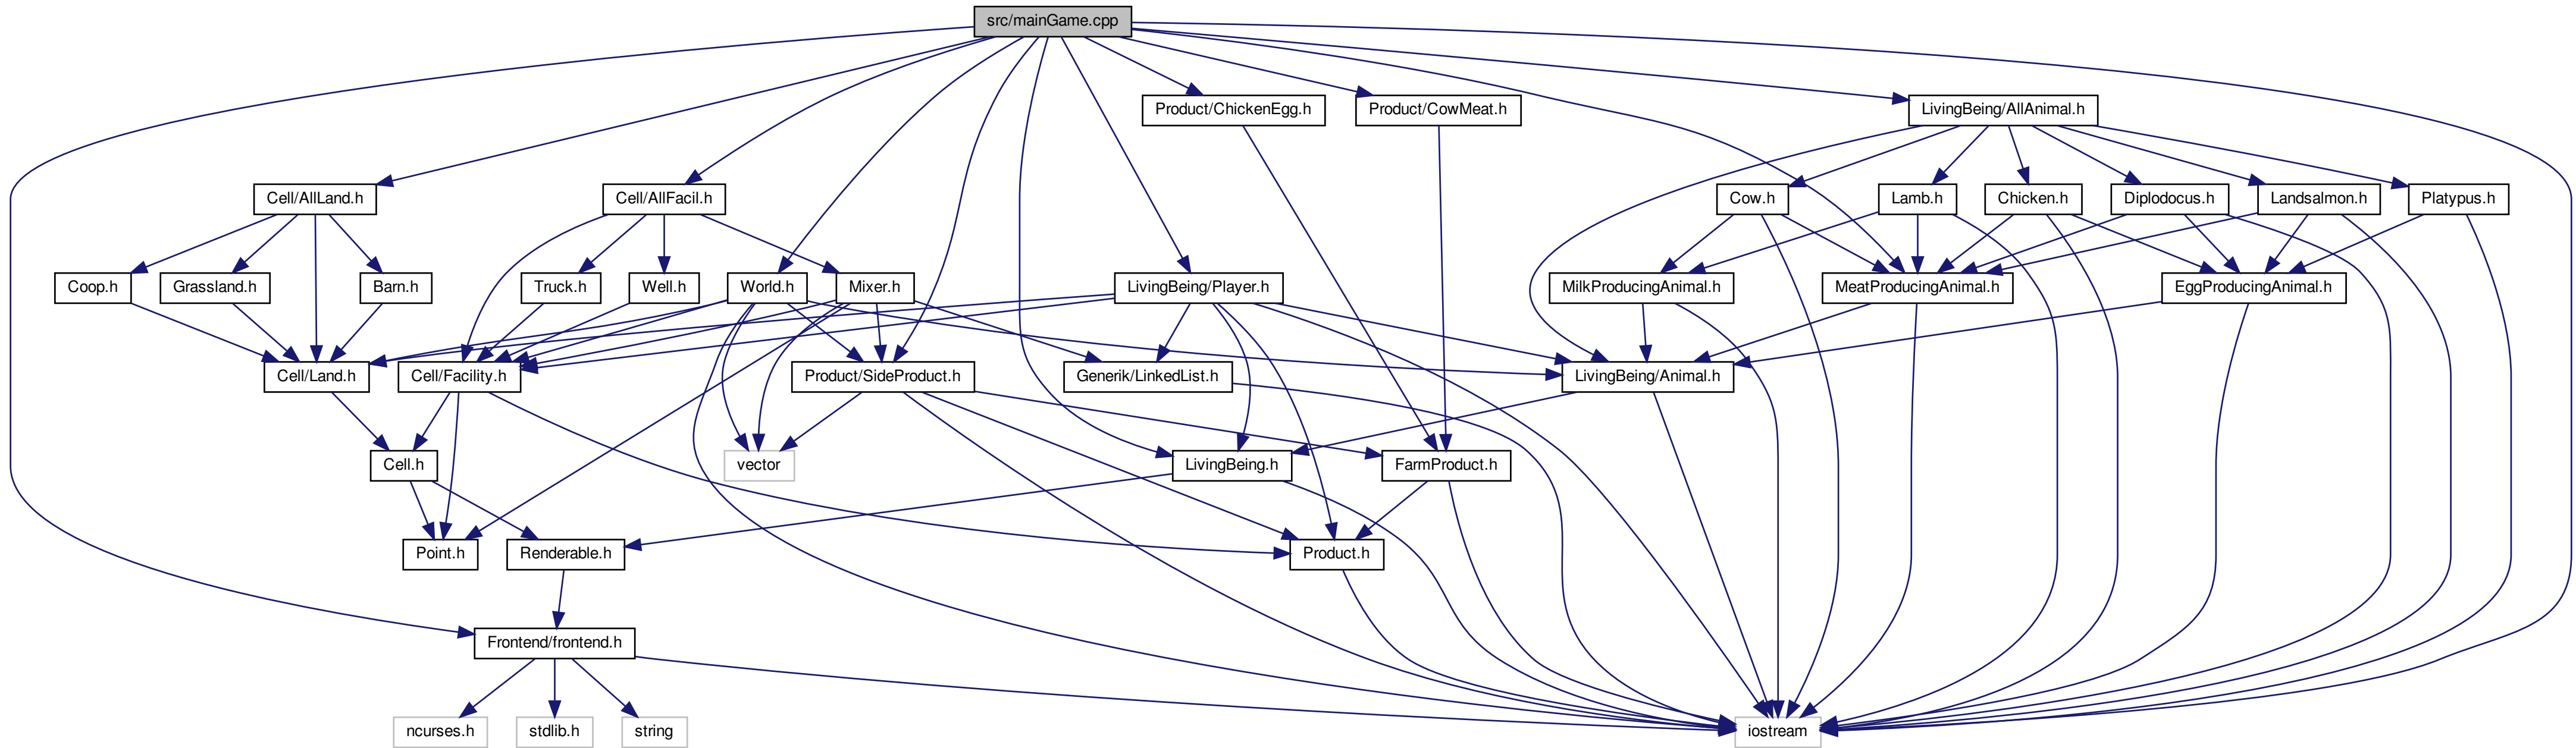 src/mainGame.cpp
Product/ChickenEgg.h
Product/CowMeat.h
LivingBeing/AllAnimal.h
Cell/AllLand.h
Cell/AllFacil.h
Cow.h
Lamb.h
Chicken.h
Diplodocus.h
Landsalmon.h
Platypus.h
Coop.h
Grassland.h
Barn.h
Truck.h
Well.h
World.h
Mixer.h
LivingBeing/Player.h
MilkProducingAnimal.h
MeatProducingAnimal.h
EggProducingAnimal.h
Cell/Land.h
Cell/Facility.h
Product/SideProduct.h
Generik/LinkedList.h
LivingBeing/Animal.h
Cell.h
vector
LivingBeing.h
FarmProduct.h
Point.h
Renderable.h
Product.h
Frontend/frontend.h
ncurses.h
stdlib.h
string
iostream